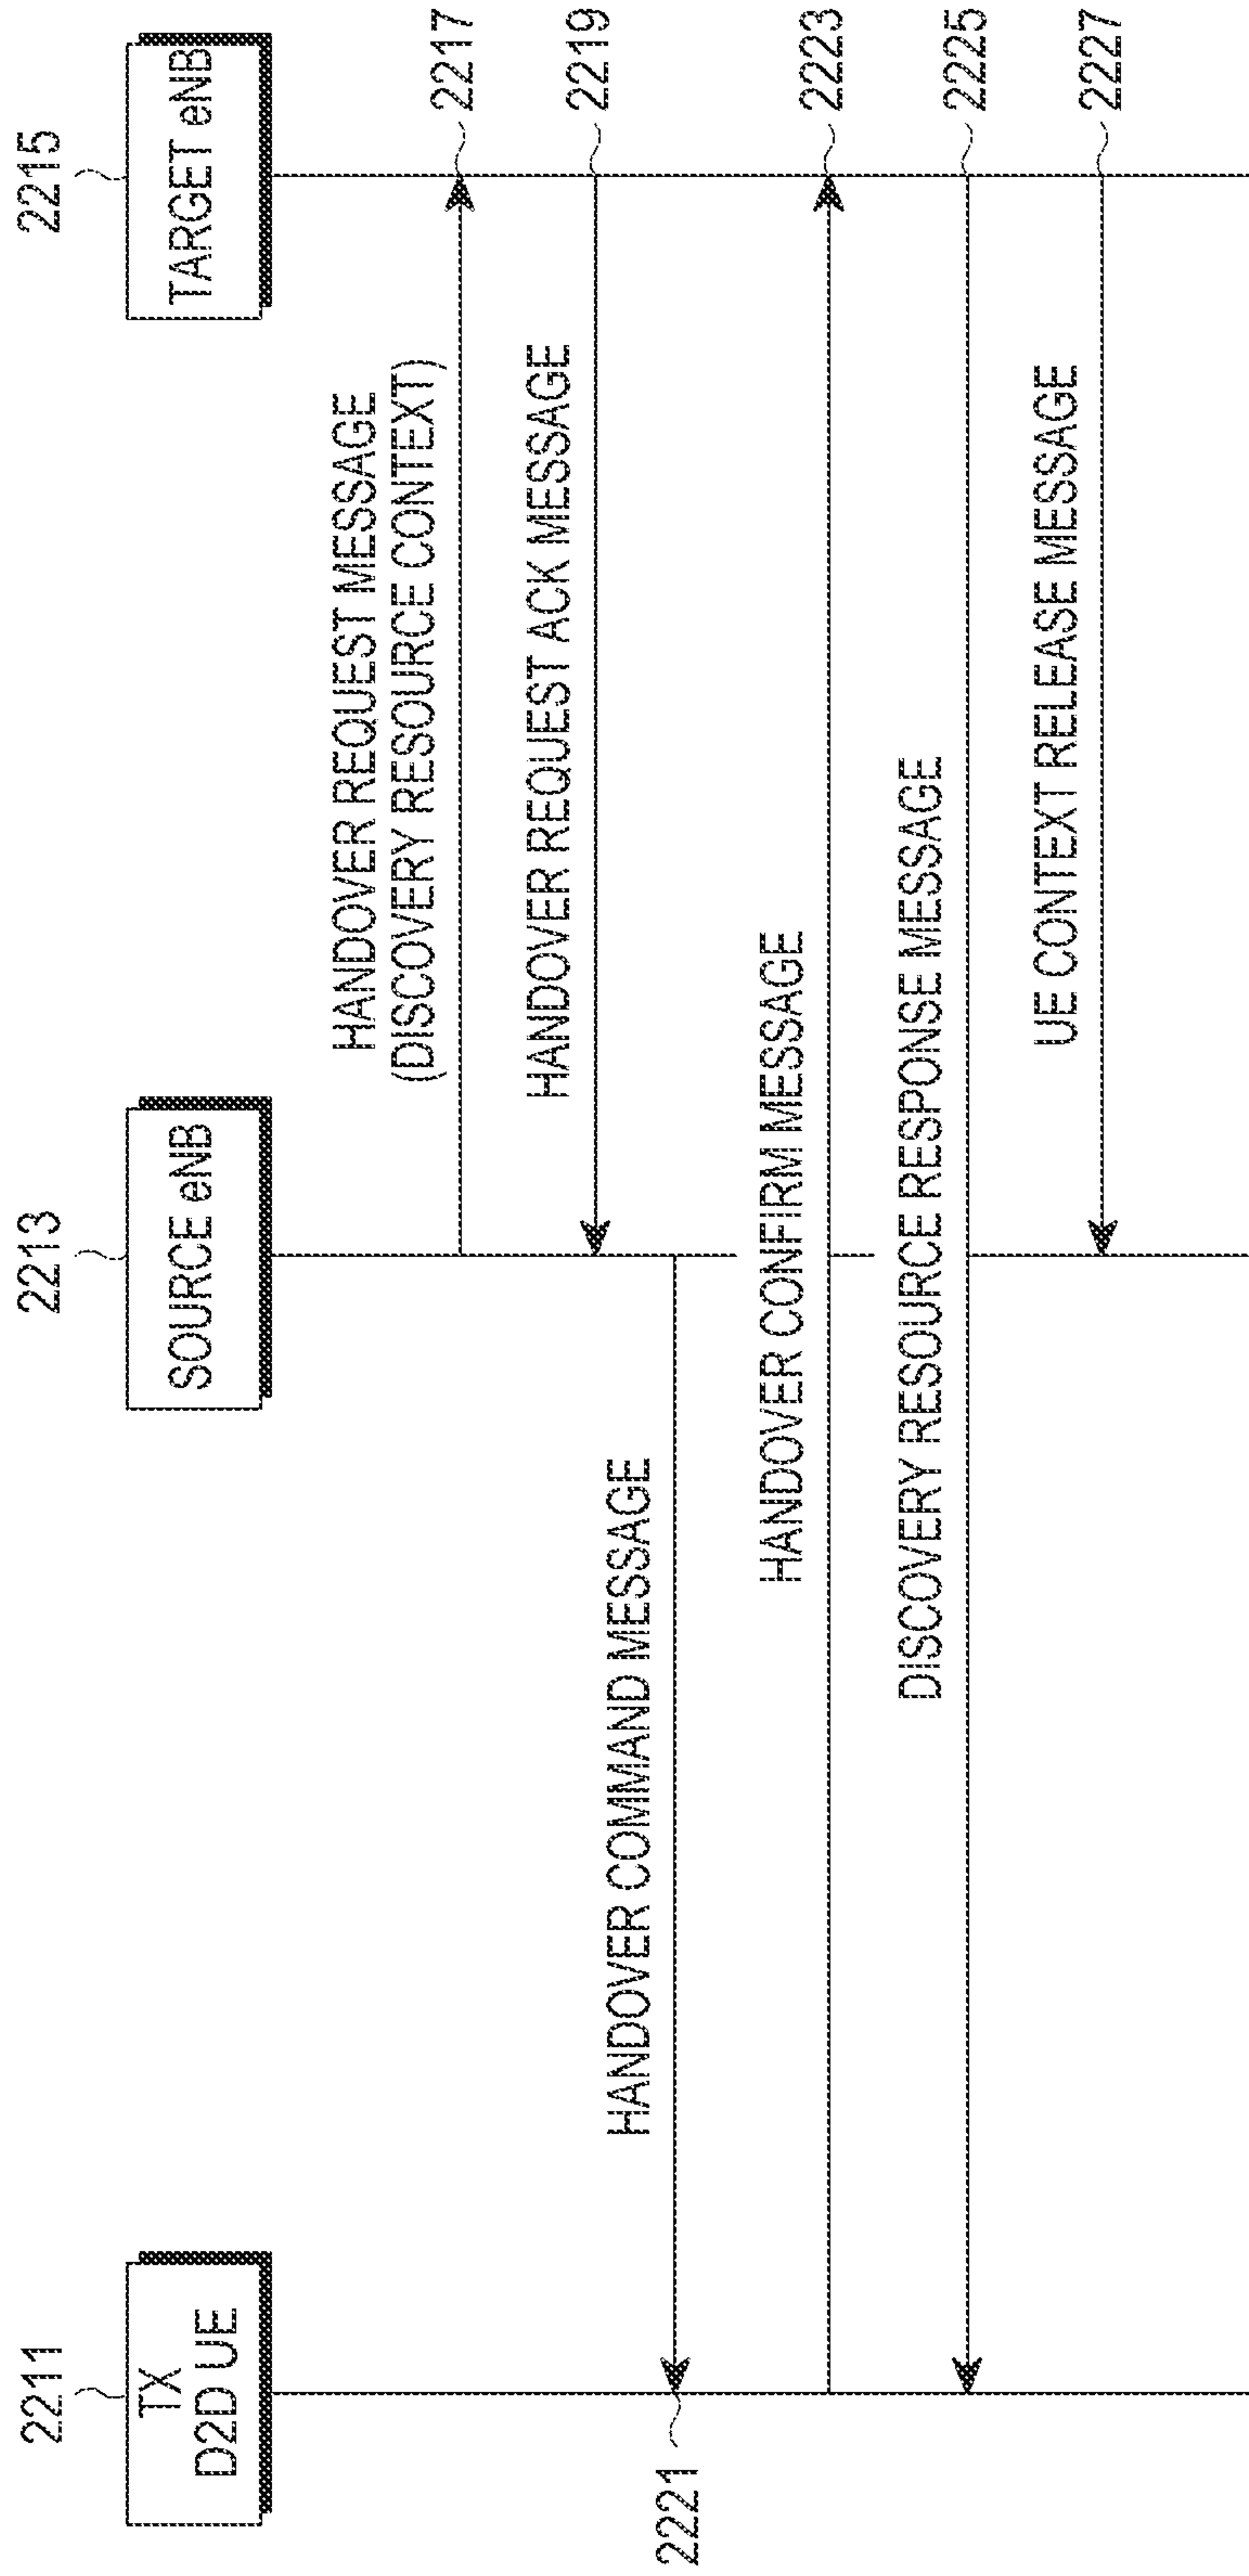 2211
TX
D2D UE
2213
SOURCE eNB
2215
TARGET eNB
HANDOVER REQUEST MESSAGE
(DISCOVERY RESOURCE CONTEXT)
2217
HANDOVER REQUEST ACK MESSAGE
2219
HANDOVER COMMAND MESSAGE
2221
HANDOVER CONFIRM MESSAGE
2223
DISCOVERY RESOURCE RESPONSE MESSAGE
2225
UE CONTEXT RELEASE MESSAGE
2227